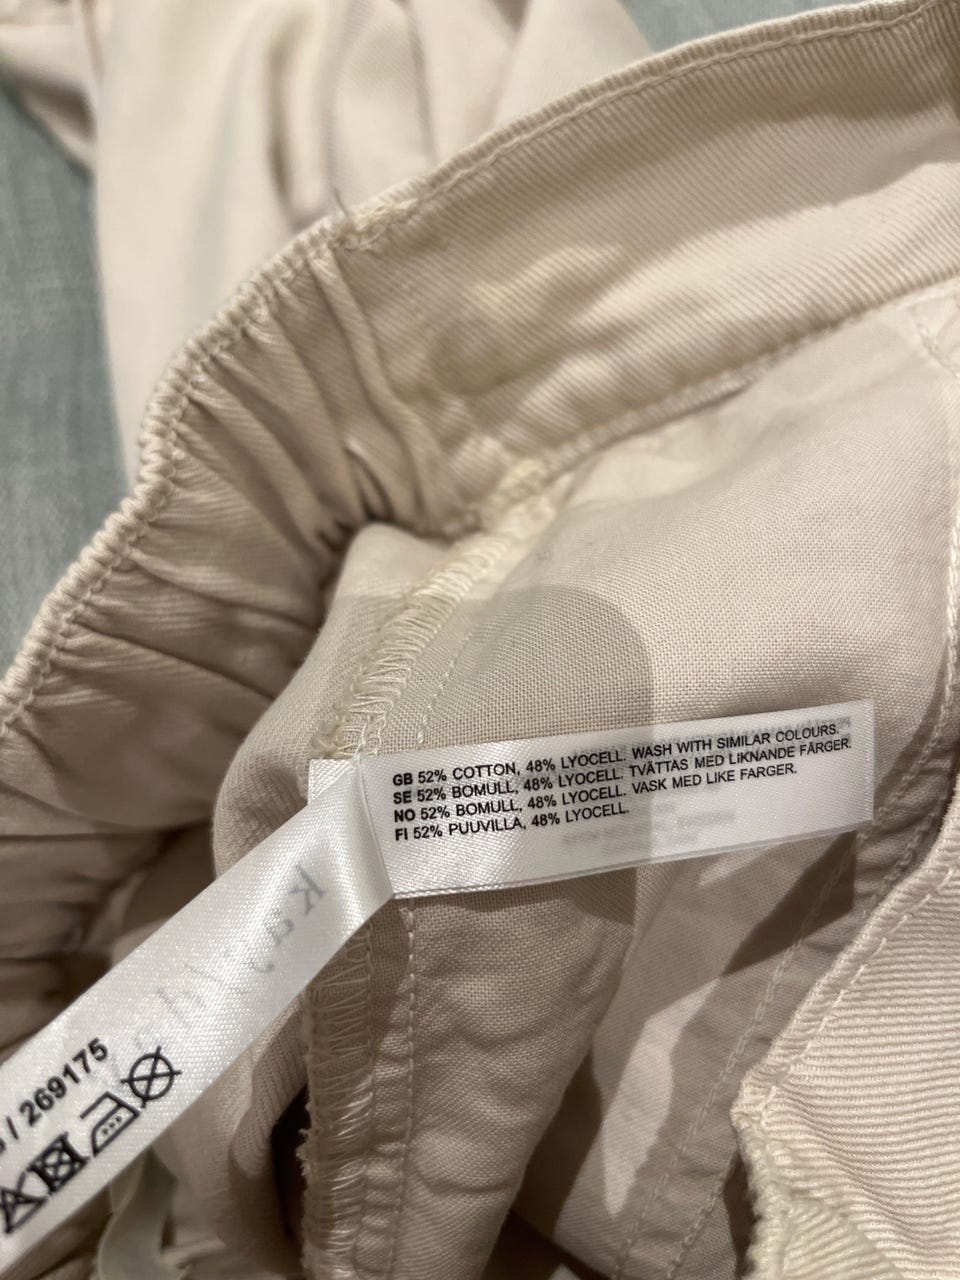 GB 52% COTTON, 48% LYOCELL. WASH WITH SIMILAR COLOURS.
SE 52% BOMULL, 48% LYOCELL. TVÄTTAS MED LIKNANDE FÄRGER.
NO 52% BOMULL, 48% LYOCELL. VASK MED LIKE FARGER.
FI 52% PUUVILLA, 48% LYOCELL.
/ 269175